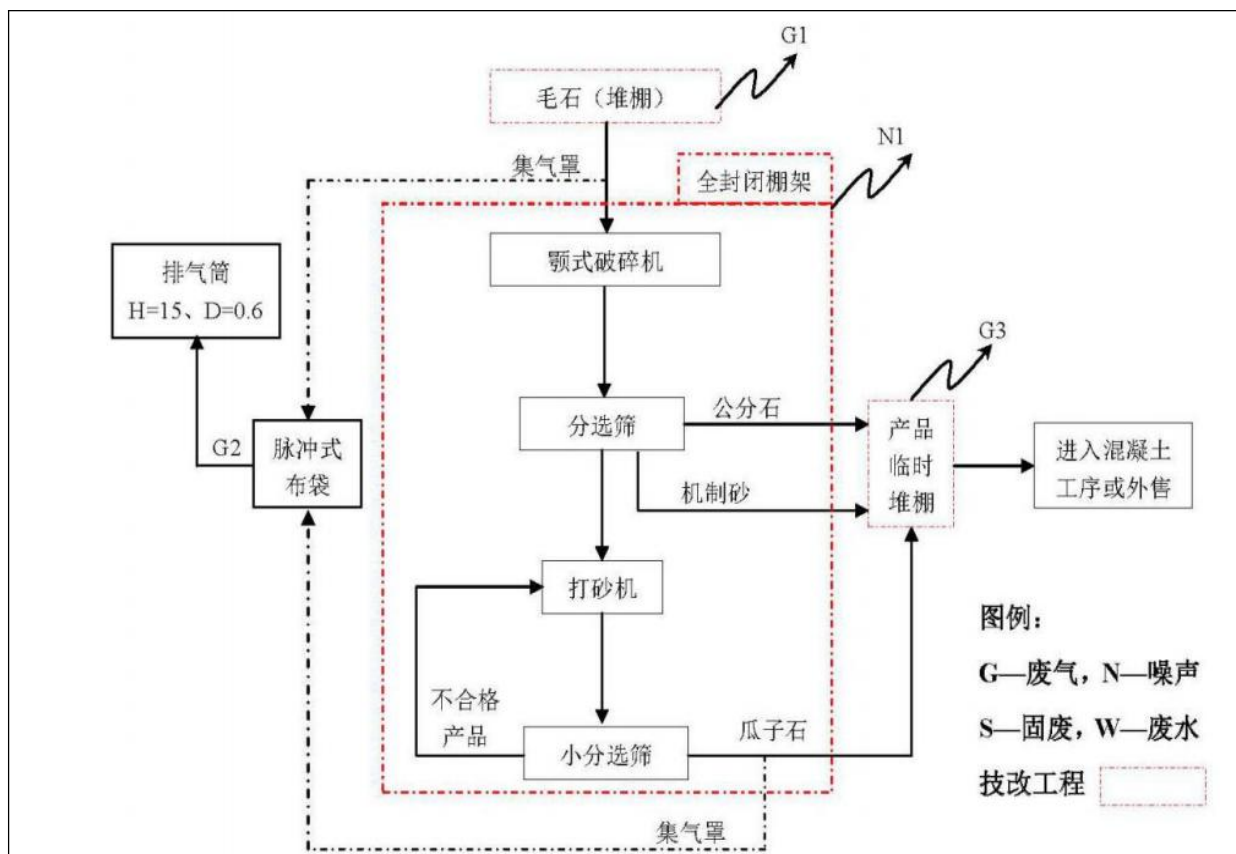 G1
毛石（堆棚）
N1
集气罩
全封闭棚架
颚式破碎机
排气筒
H=15、D=0.6
G3
公分石
分选筛
产品
临时
堆棚
进入混凝土
工序或外售
G2
脉冲式
布袋
机制砂
打砂机
图例：
G—废气，N—噪声
不合格
产品
瓜子石
小分选筛
S—固废，W—废水
技改工程
集气罩